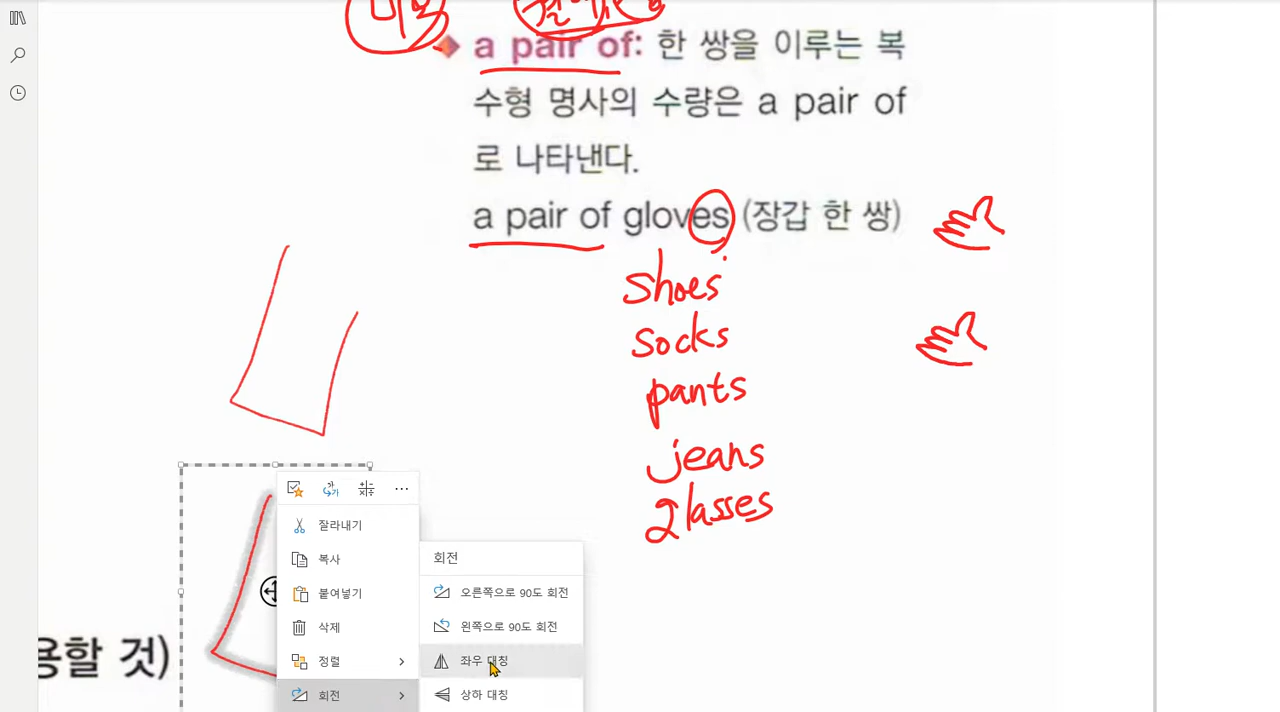 a pair of: 한 쌍을 이루는 복
수형 명사의 수량은 a pair of
로 나타낸다.
a pair of gloves (장갑 한 쌍)
shoes
socks
pants
jeans
glasses
잘라내기
복사
붙여넣기
삭제
정렬
회전
회전
오른쪽으로 90도 회전
왼쪽으로 90도 회전
좌우 대칭
상하 대칭
용할 것)